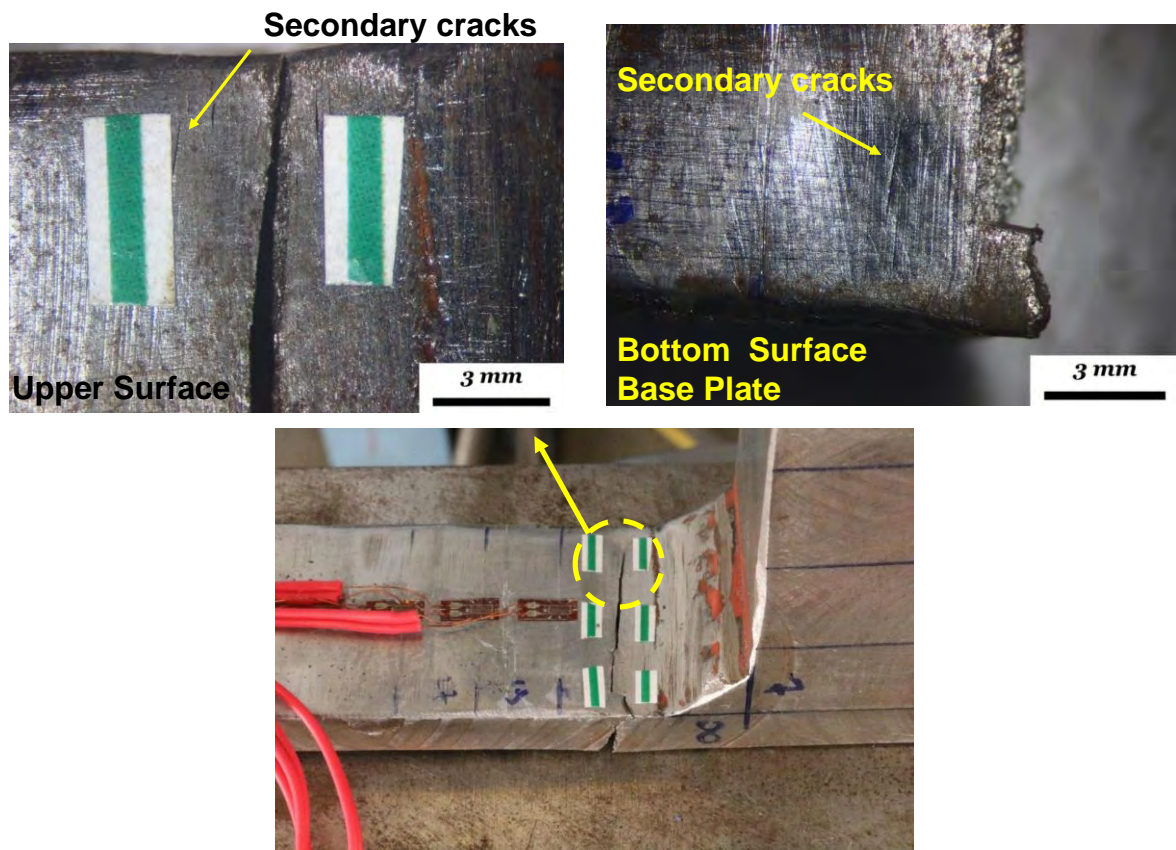 Secondary cracks
Upper Surface
3 mm
Secondary cracks
Bottom Surface
Base Plate
3 mm